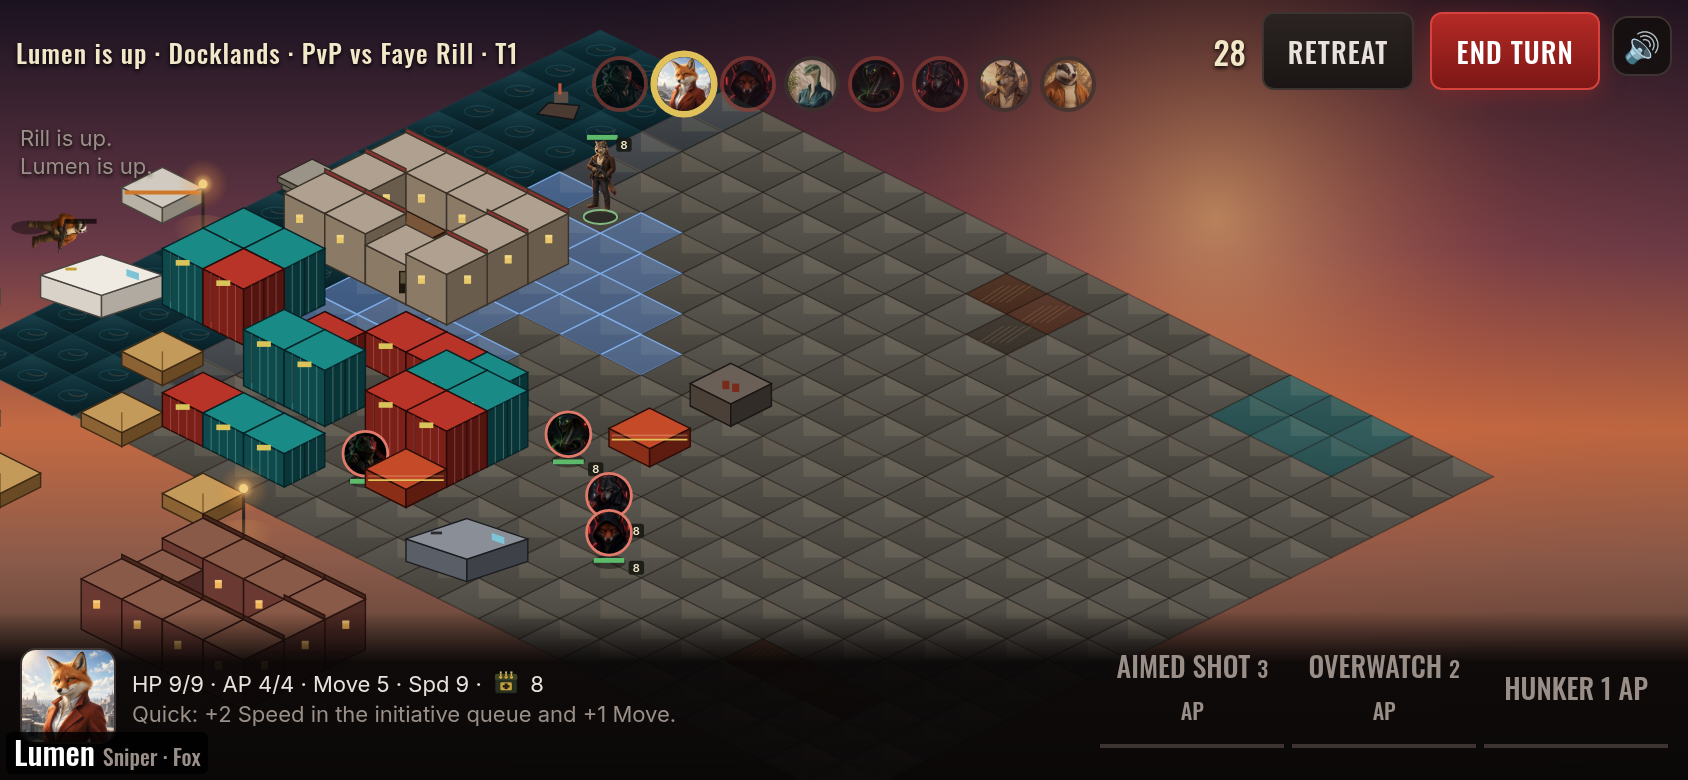 Lumen is up · Docklands · PvP vs Faye Rill · T1
28
RETREAT
END TURN
Rill is up.
Lumen is up.
8
8
8
8
HP 9/9 · AP 4/4 · Move 5 · Spd 9 · 8
Quick: +2 Speed in the initiative queue and +1 Move.
Lumen Sniper · Fox
AIMED SHOT 3 AP
OVERWATCH 2 AP
HUNKER 1 AP